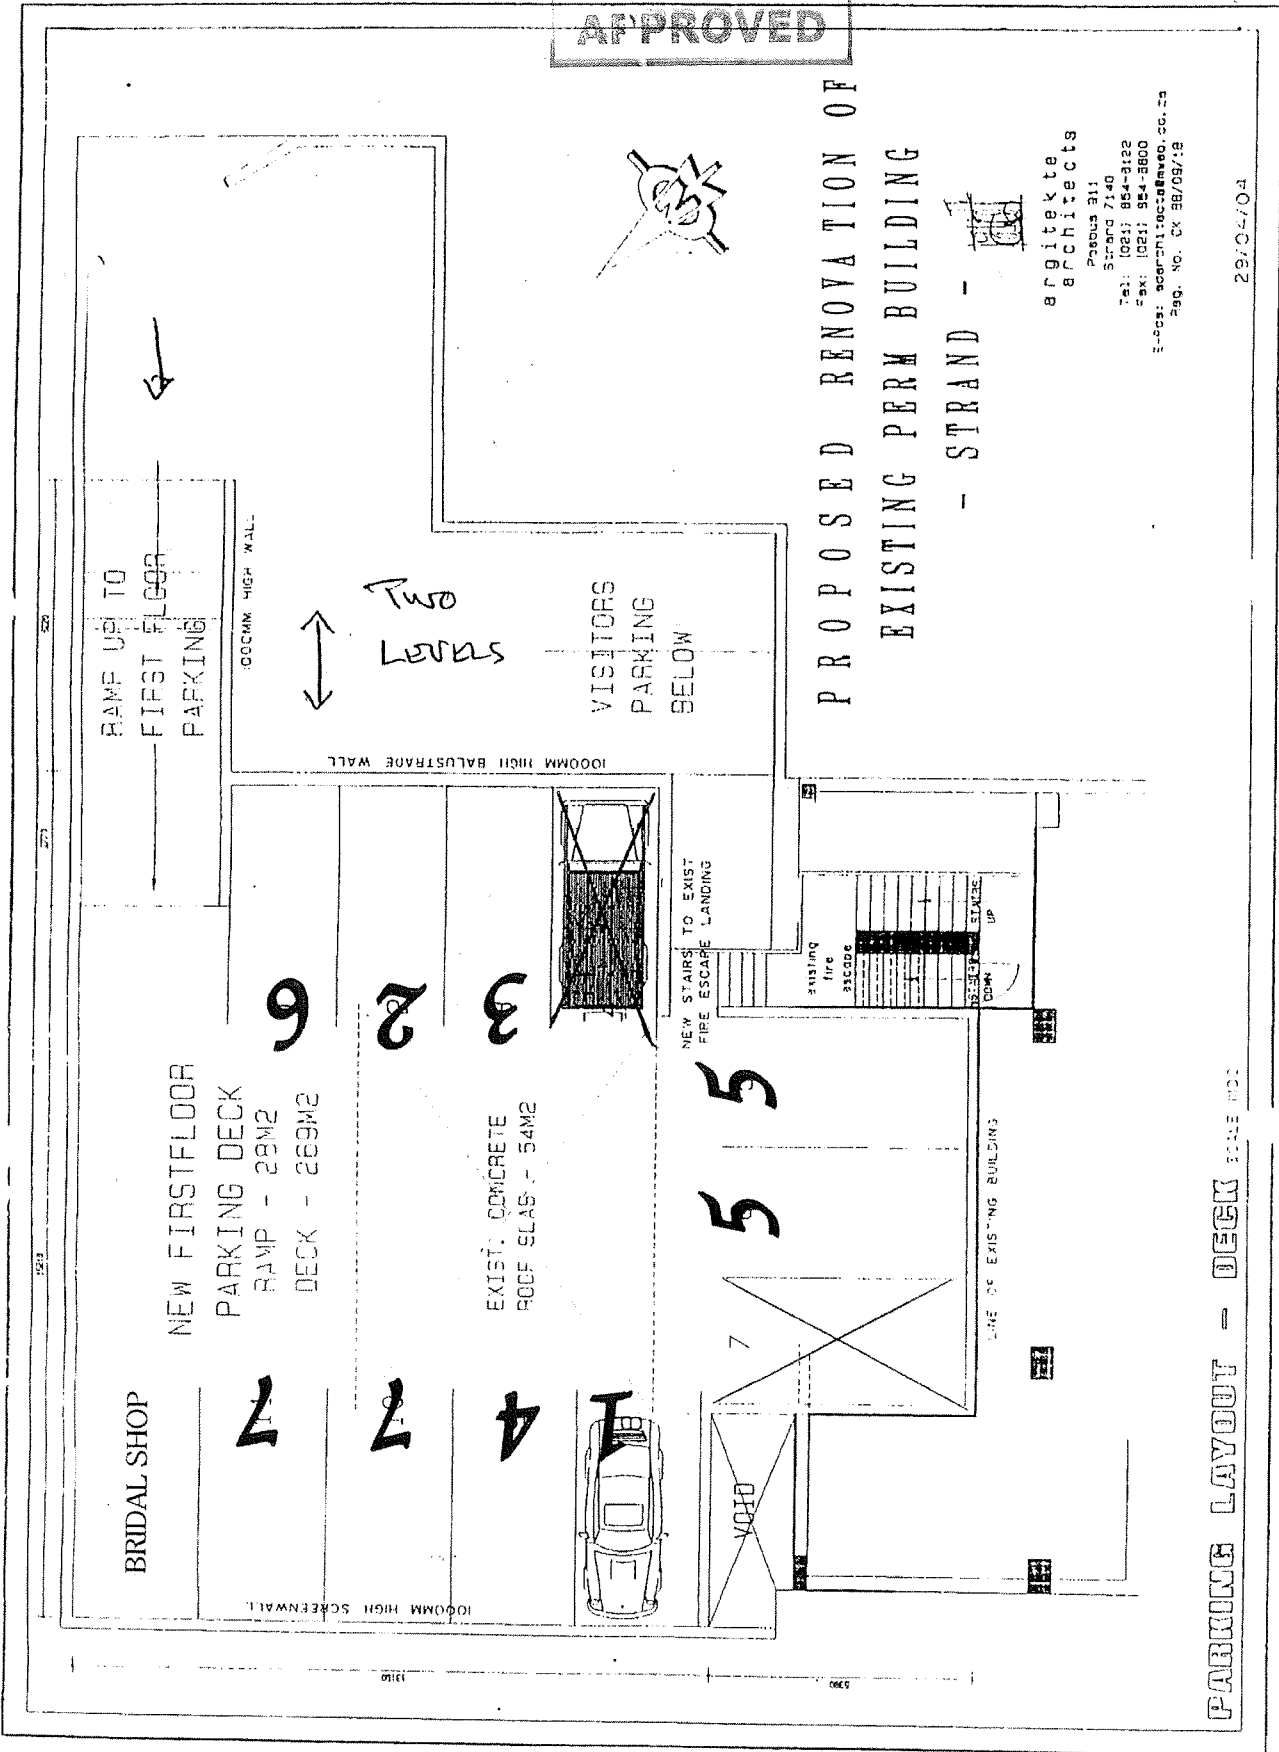 APPROVED
PROPOSED RENOVATION OF
EXISTING PERM BUILDING
- STRAND -
argitekte
architects
Posbus 911
Strand 7140
29/04/04
RAMP UP TO
FIRST FLOOR
PARKING
1000MM HIGH WALL
TWO
LEVELS
VISITORS
PARKING
BELOW
1000MM HIGH BALUSTRADE WALL
NEW FIRSTFLOOR
PARKING DECK
RAMP - 28M2
DECK - 269M2
6
2
3
NEW STAIRS TO EXIST
FIRE ESCAPE LANDING
existing
fire
escape
UP
DOWN
EXIST. CONCRETE
ROOF SLAB - 54M2
5
5
7
LINE OF EXISTING BUILDING
BRIDAL SHOP
7
7
4
1
VOID
1000MM HIGH SCREENWALL
PARKING LAYOUT - DECK